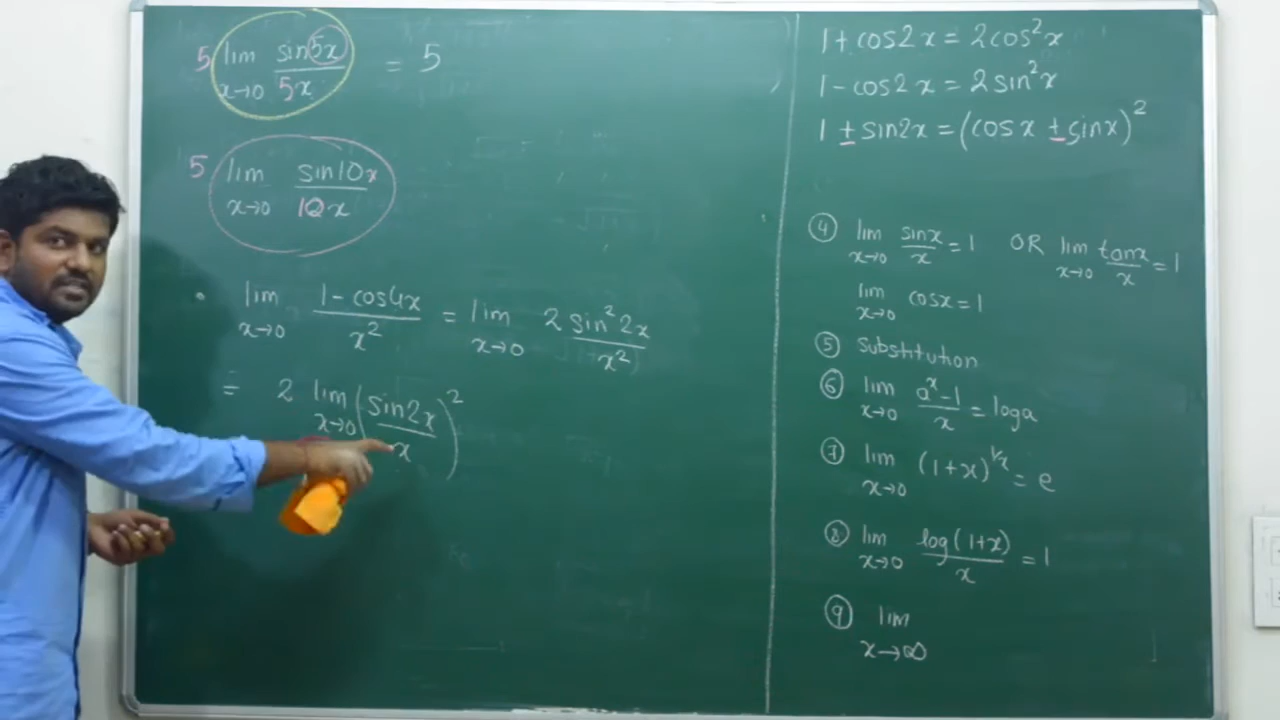 5 lim x→0 sin5x/5x = 5
5 lim x→0 sin10x/10x
• lim x→0 1-cos4x/x² = lim x→0 2 sin²2x/x²
= 2 lim x→0 (sin2x/x)²
1+cos2x = 2cos²x
1-cos2x = 2sin²x
1 ± sin2x = (cosx ± sinx)²
④ lim x→0 sinx/x = 1 OR lim x→0 tanx/x = 1
lim x→0 cosx = 1
⑤ Substitution
⑥ lim x→0 aˣ-1/x = loga
⑦ lim x→0 (1+x)^1/x = e
⑧ lim x→0 log(1+x)/x = 1
⑨ lim x→∞